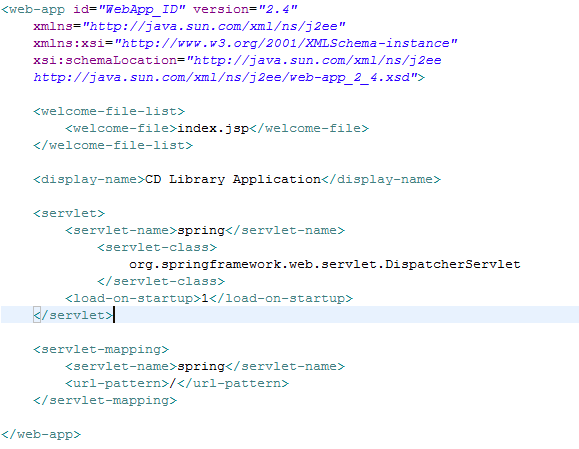 <web-app id="WebApp_ID" version="2.4"
    xmlns="http://java.sun.com/xml/ns/j2ee"
    xmlns:xsi="http://www.w3.org/2001/XMLSchema-instance"
    xsi:schemaLocation="http://java.sun.com/xml/ns/j2ee
    http://java.sun.com/xml/ns/j2ee/web-app_2_4.xsd">
    <welcome-file-list>
        <welcome-file>index.jsp</welcome-file>
    </welcome-file-list>
    <display-name>CD Library Application</display-name>
    <servlet>
        <servlet-name>spring</servlet-name>
            <servlet-class>
                org.springframework.web.servlet.DispatcherServlet
            </servlet-class>
        <load-on-startup>1</load-on-startup>
    </servlet>
    <servlet-mapping>
        <servlet-name>spring</servlet-name>
        <url-pattern>/</url-pattern>
    </servlet-mapping>
</web-app>